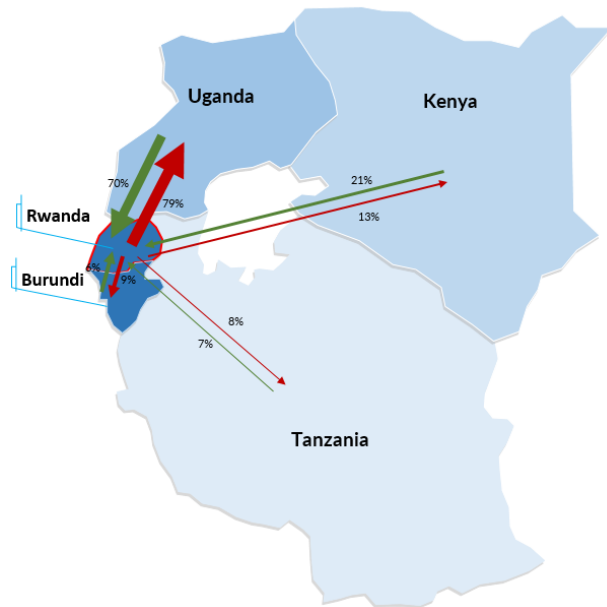 Uganda
Kenya
70%
21%
79%
Rwanda
13%
6%
Burundi
9%
8%
7%
Tanzania